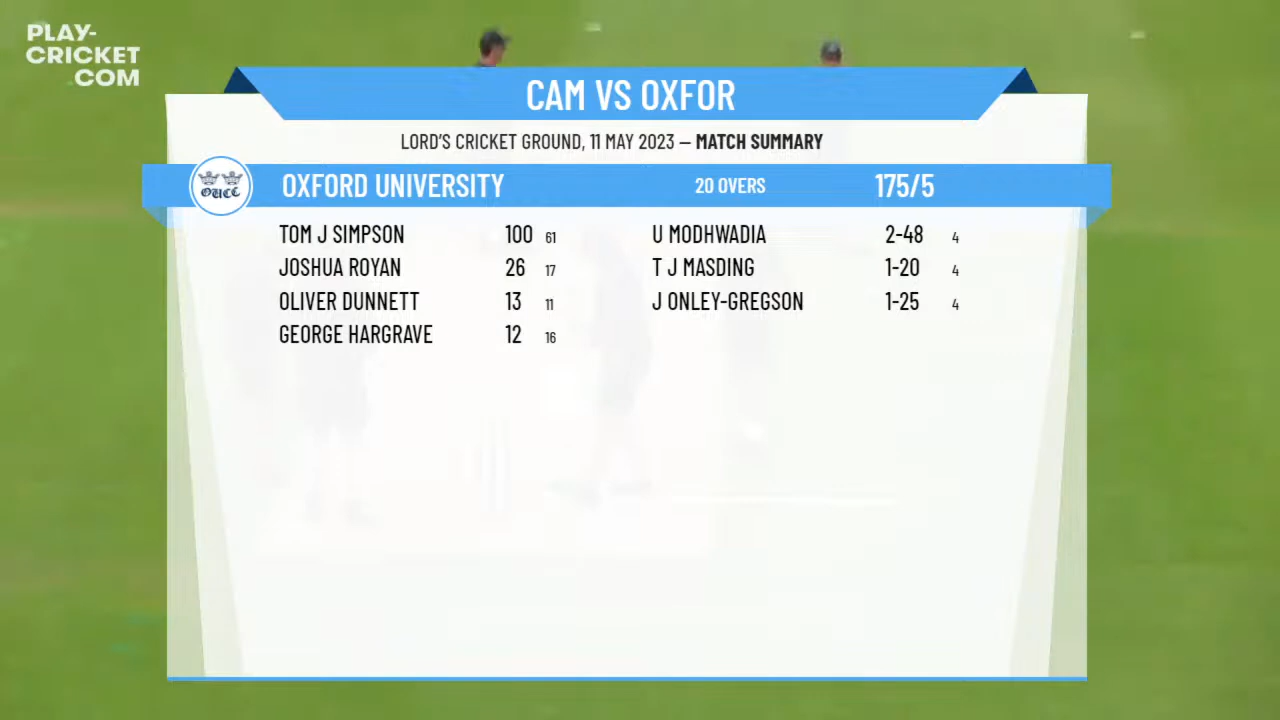 PLAY-
CRICKET
.COM
CAM VS OXFOR
LORD'S CRICKET GROUND, 11 MAY 2023 – MATCH SUMMARY
OUCC
OXFORD UNIVERSITY 20 OVERS 175/5
TOM J SIMPSON 100 61 U MODHWADIA 2-48 4
JOSHUA ROYAN 26 17 T J MASDING 1-20 4
OLIVER DUNNETT 13 11 J ONLEY-GREGSON 1-25 4
GEORGE HARGRAVE 12 16